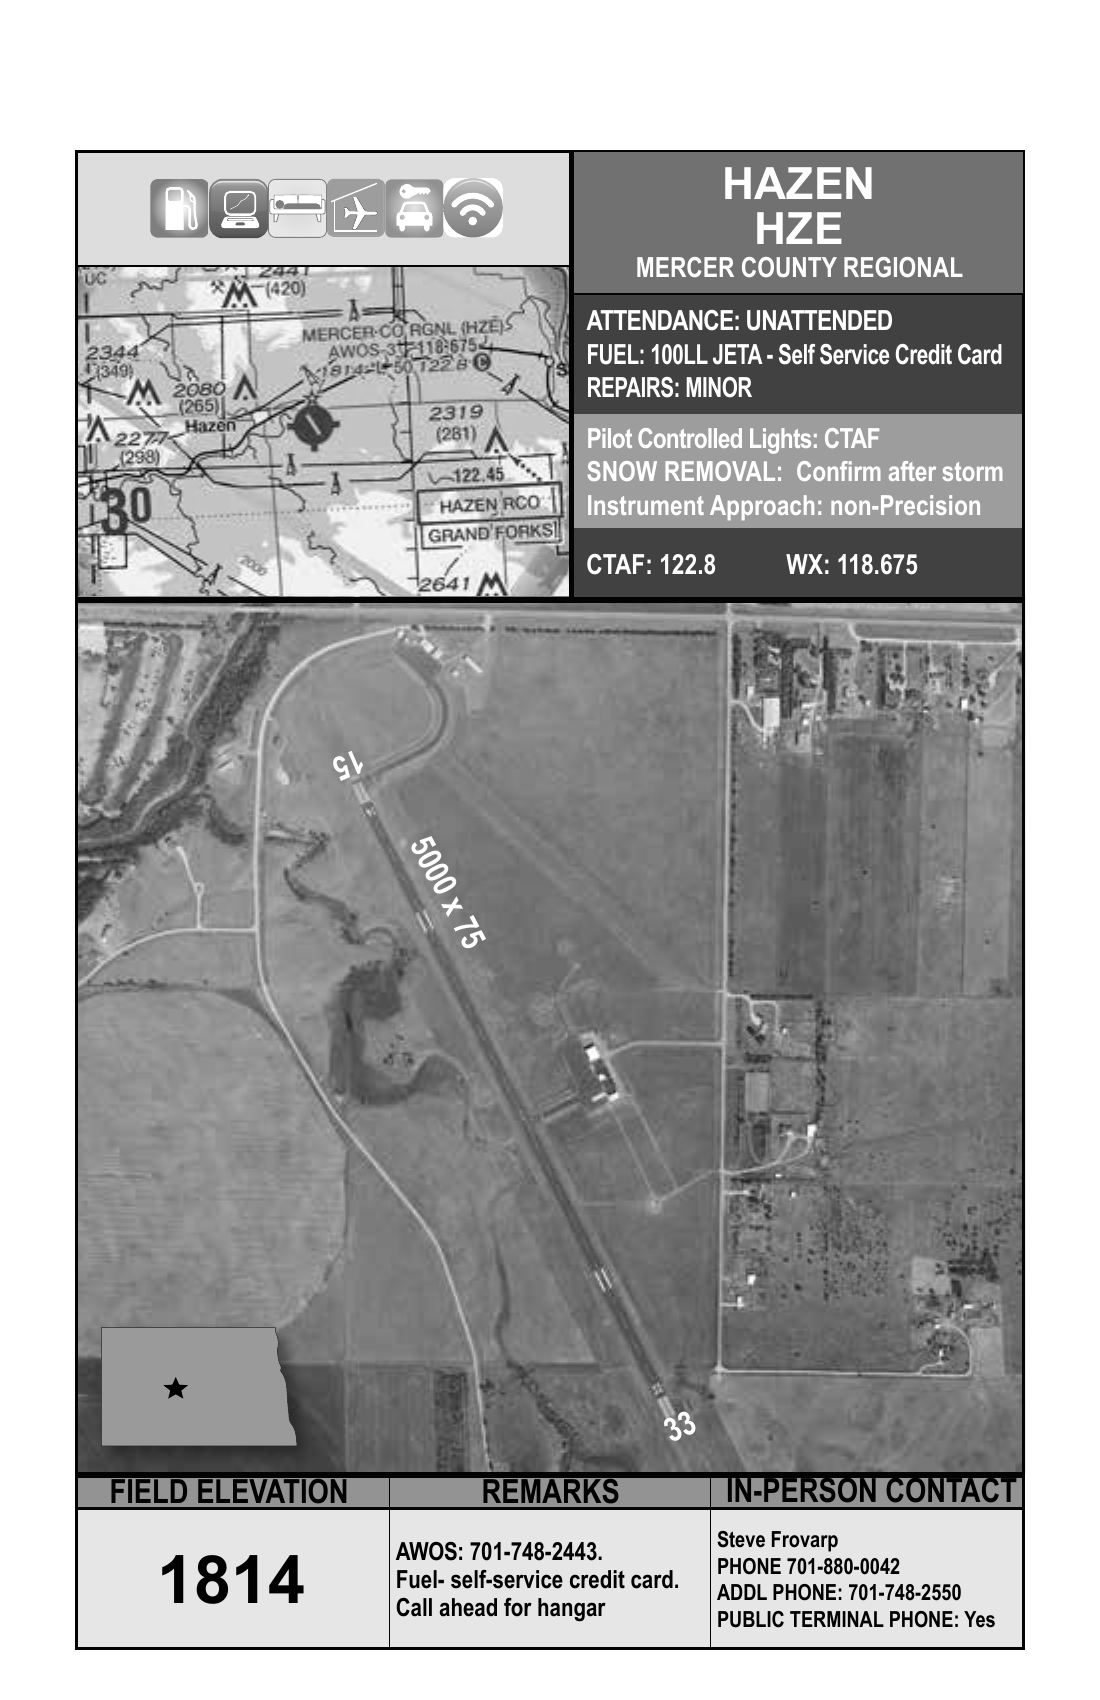 HAZEN
HZE
MERCER COUNTY REGIONAL
ATTENDANCE: UNATTENDED
FUEL: 100LL JETA - Self Service Credit Card
REPAIRS: MINOR
Pilot Controlled Lights: CTAF
SNOW REMOVAL: Confirm after storm
Instrument Approach: non-Precision
CTAF: 122.8 WX: 118.675
UC
2441
(420)
MERCER CO RGNL (HZE)
AWOS-3 118.675
1814 L 50 122.8 C
2344
(349)
2080
(265)
Hazen
2277
(298)
2319
(281)
122.45
HAZEN RCO
GRAND FORKS
30
2000
2641
15
5000 x 75
33
FIELD ELEVATION
1814
REMARKS
AWOS: 701-748-2443.
Fuel- self-service credit card.
Call ahead for hangar
IN-PERSON CONTACT
Steve Frovarp
PHONE 701-880-0042
ADDL PHONE: 701-748-2550
PUBLIC TERMINAL PHONE: Yes